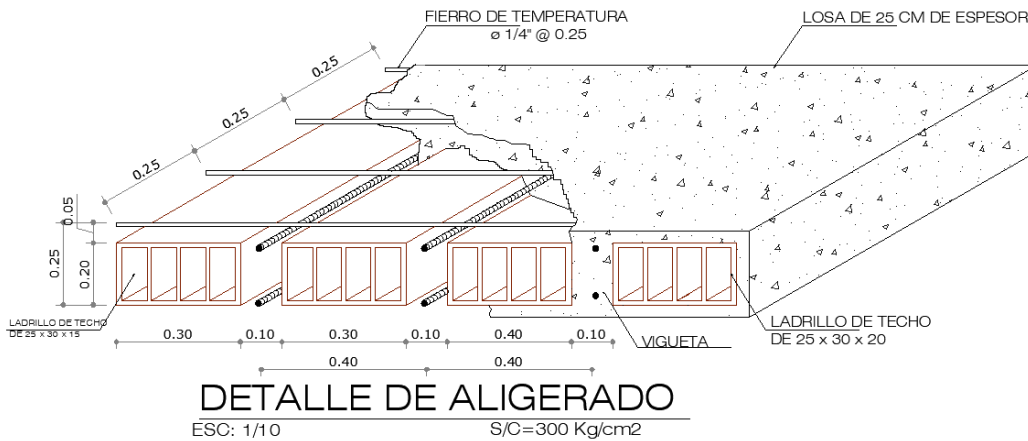 FIERRO DE TEMPERATURA
ø 1/4" @ 0.25
LOSA DE 25 CM DE ESPESOR
0.25
0.25
0.25
0.05
0.25
0.20
LADRILLO DE TECHO
DE 25 x 30 x 15
0.30
0.10
0.30
0.10
0.40
0.10
VIGUETA
LADRILLO DE TECHO
DE 25 x 30 x 20
0.40
0.40
DETALLE DE ALIGERADO
ESC: 1/10
S/C=300 Kg/cm2